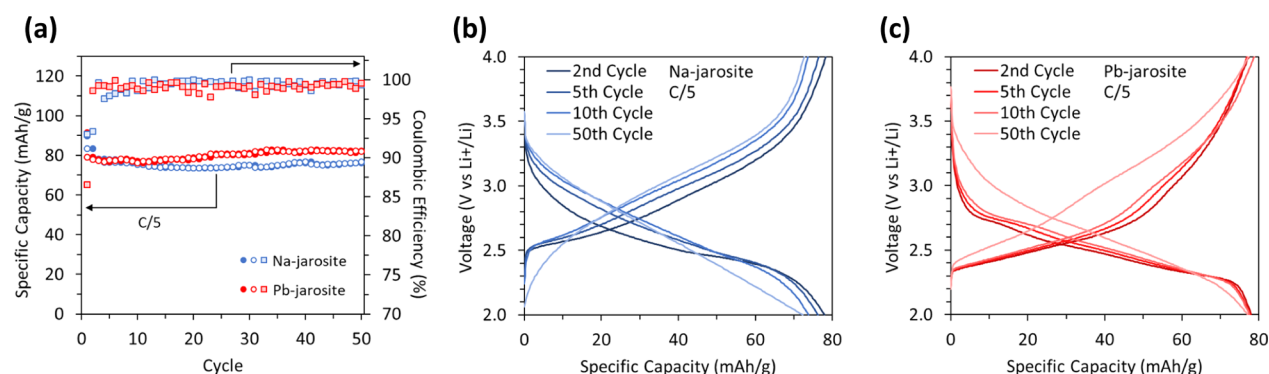 (a)
Specific Capacity (mAh/g)
120
100
80
60
40
20
0
C/5
Na-jarosite
Pb-jarosite
100
95
90
85
80
75
70
Coulombic Efficiency (%)
0
10
20
30
40
50
Cycle
(b)
Voltage (V vs Li+/Li)
4.0
3.5
3.0
2.5
2.0
2nd Cycle Na-jarosite
5th Cycle C/5
10th Cycle
50th Cycle
0
20
40
60
80
Specific Capacity (mAh/g)
(c)
Voltage (V vs Li+/Li)
4.0
3.5
3.0
2.5
2.0
2nd Cycle Pb-jarosite
5th Cycle C/5
10th Cycle
50th Cycle
0
20
40
60
80
Specific Capacity (mAh/g)